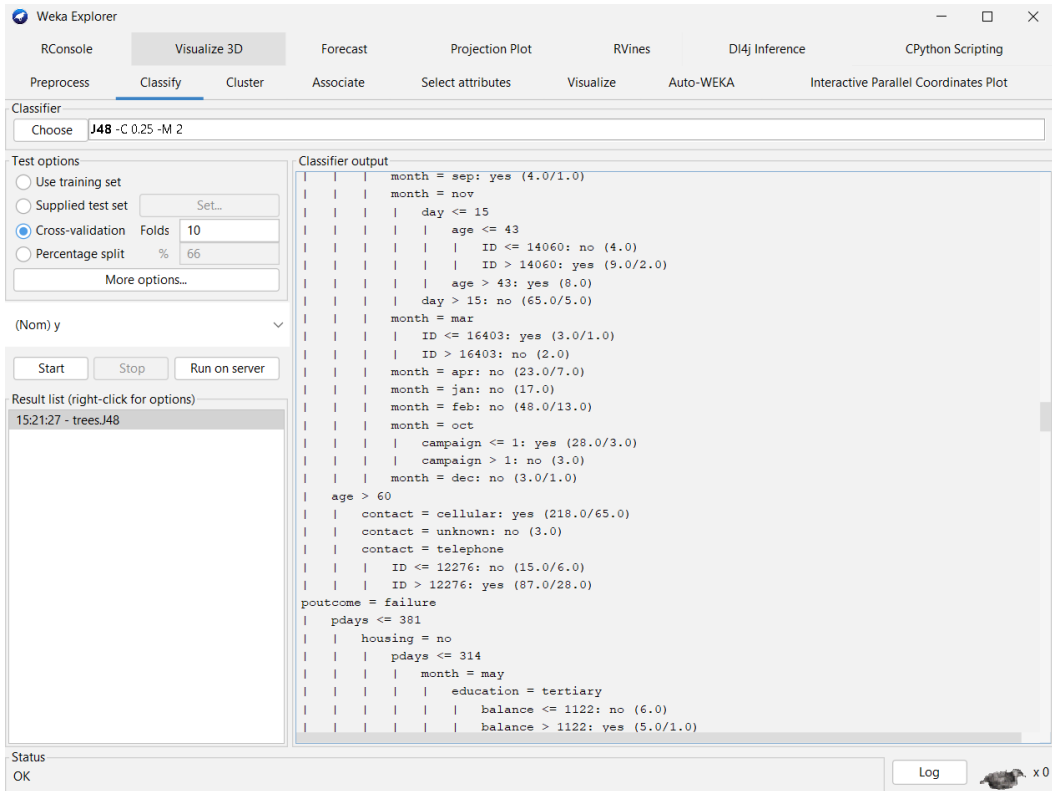 Weka Explorer
RConsole Visualize 3D Forecast Projection Plot RVines Dl4j Inference CPython Scripting
Preprocess Classify Cluster Associate Select attributes Visualize Auto-WEKA Interactive Parallel Coordinates Plot
Classifier
Choose J48 -C 0.25 -M 2
Test options
Use training set
Supplied test set Set...
Cross-validation Folds 10
Percentage split % 66
More options...
(Nom) y
Start Stop Run on server
Result list (right-click for options)
15:21:27 - trees.J48
Classifier output
| | | month = sep: yes (4.0/1.0)
| | | month = nov
| | | | day <= 15
| | | | | age <= 43
| | | | | | ID <= 14060: no (4.0)
| | | | | | ID > 14060: yes (9.0/2.0)
| | | | | age > 43: yes (8.0)
| | | | day > 15: no (65.0/5.0)
| | | month = mar
| | | | ID <= 16403: yes (3.0/1.0)
| | | | ID > 16403: no (2.0)
| | | month = apr: no (23.0/7.0)
| | | month = jan: no (17.0)
| | | month = feb: no (48.0/13.0)
| | | month = oct
| | | | campaign <= 1: yes (28.0/3.0)
| | | | campaign > 1: no (3.0)
| | | month = dec: no (3.0/1.0)
| age > 60
| | contact = cellular: yes (218.0/65.0)
| | contact = unknown: no (3.0)
| | contact = telephone
| | | ID <= 12276: no (15.0/6.0)
| | | ID > 12276: yes (87.0/28.0)
poutcome = failure
| pdays <= 381
| | housing = no
| | | pdays <= 314
| | | | month = may
| | | | | education = tertiary
| | | | | | balance <= 1122: no (6.0)
| | | | | | balance > 1122: yes (5.0/1.0)
Status
OK
Log x 0